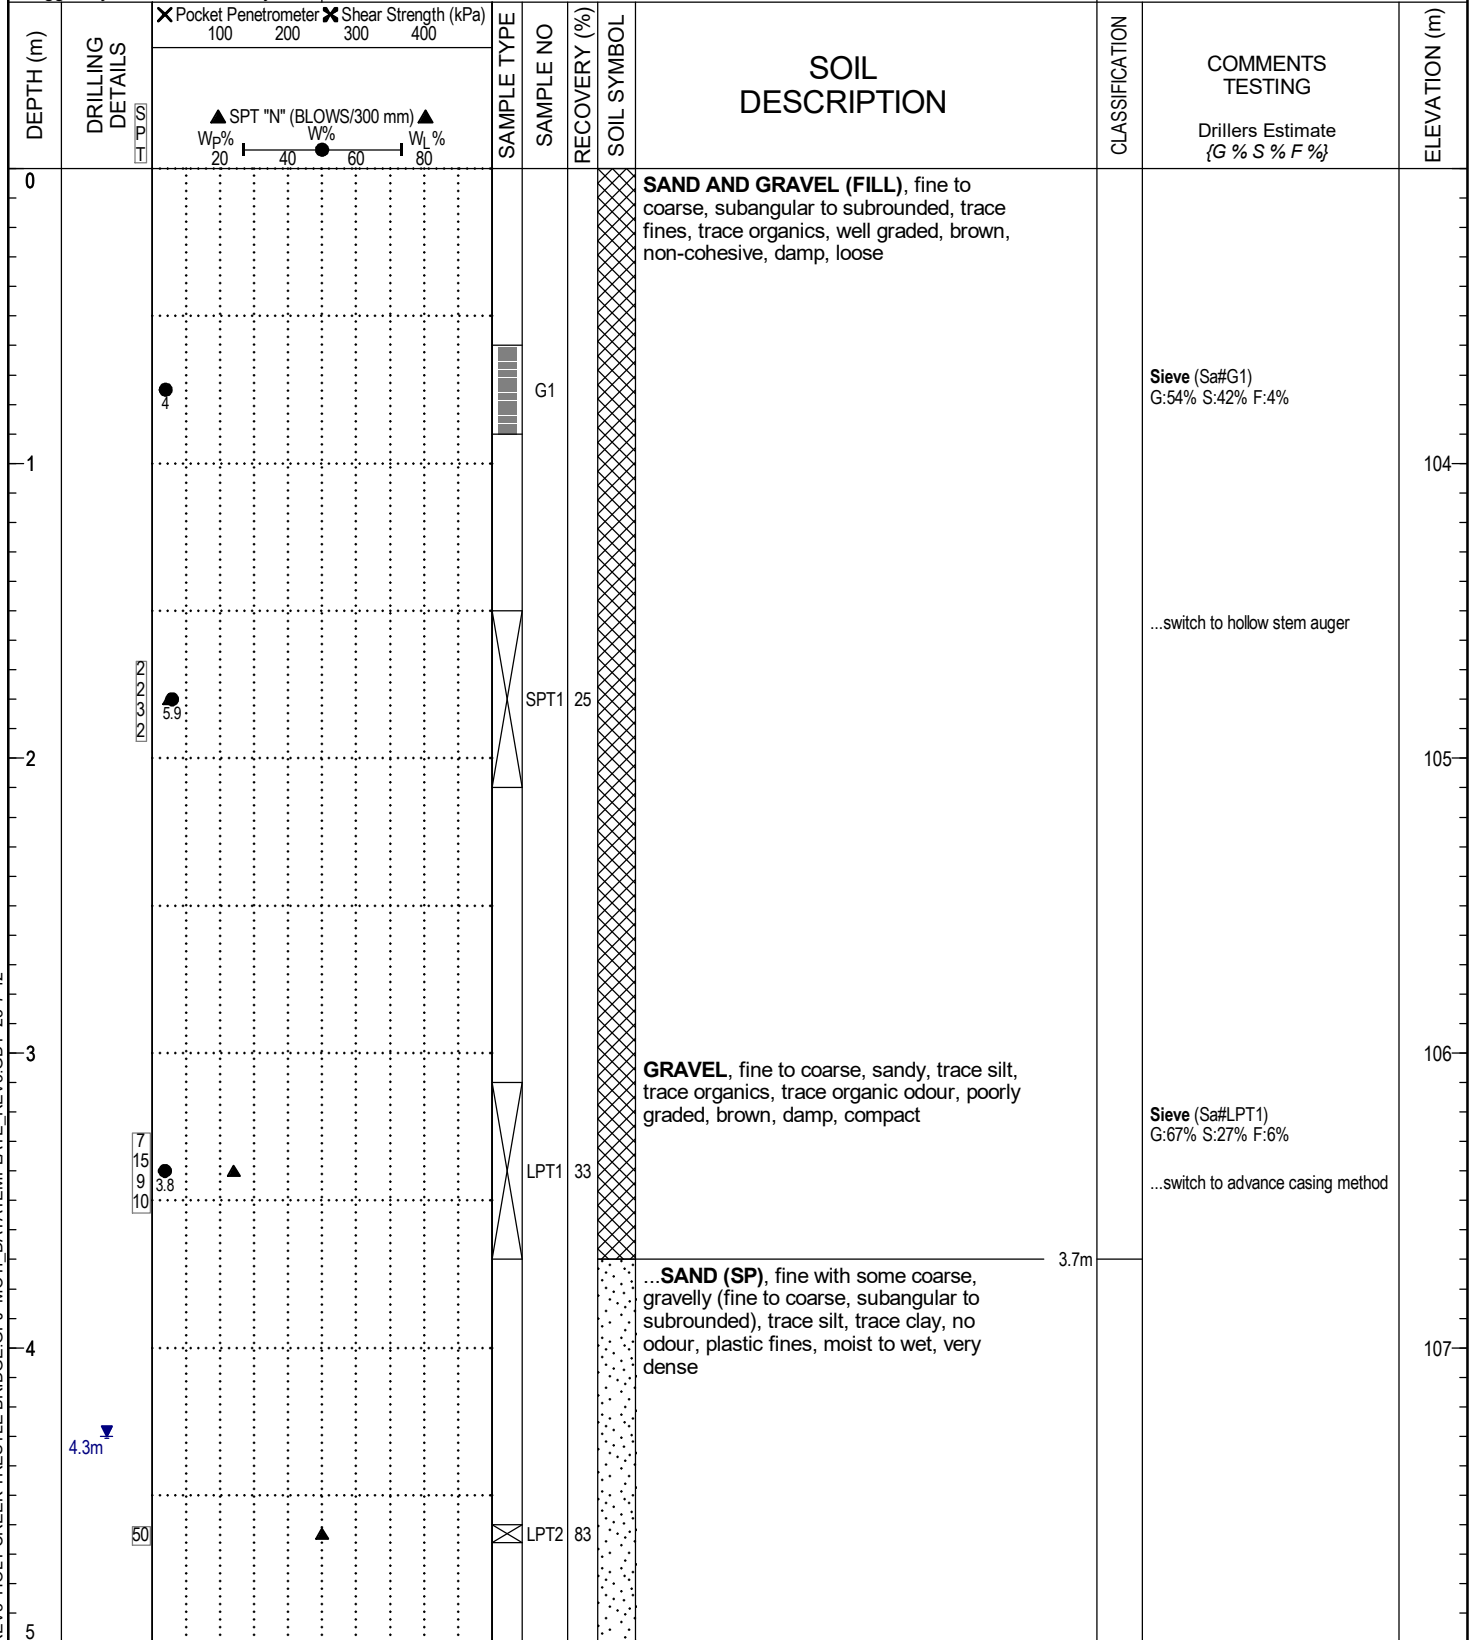 Pocket Penetrometer Shear Strength (kPa)
100 200 300 400
DEPTH (m)
DRILLING
DETAILS
S
P
T
SPT "N" (BLOWS/300 mm)
WP% W% WL%
20 40 60 80
SAMPLE TYPE
SAMPLE NO
RECOVERY (%)
SOIL SYMBOL
SOIL
DESCRIPTION
CLASSIFICATION
COMMENTS
TESTING
Drillers Estimate
{G % S % F %}
ELEVATION (m)
0
SAND AND GRAVEL (FILL), fine to
coarse, subangular to subrounded, trace
fines, trace organics, well graded, brown,
non-cohesive, damp, loose
4
G1
Sieve (Sa#G1)
G:54% S:42% F:4%
1
104
...switch to hollow stem auger
2
2
3
2
5.9
SPT1 25
2
105
3
106
GRAVEL, fine to coarse, sandy, trace silt,
trace organics, trace organic odour, poorly
graded, brown, damp, compact
Sieve (Sa#LPT1)
G:67% S:27% F:6%
7
15
9
10
3.8
LPT1 33
...switch to advance casing method
3.7m
...SAND (SP), fine with some coarse,
gravelly (fine to coarse, subangular to
subrounded), trace silt, trace clay, no
odour, plastic fines, moist to wet, very
dense
4
107
4.3m
50
LPT2 83
5